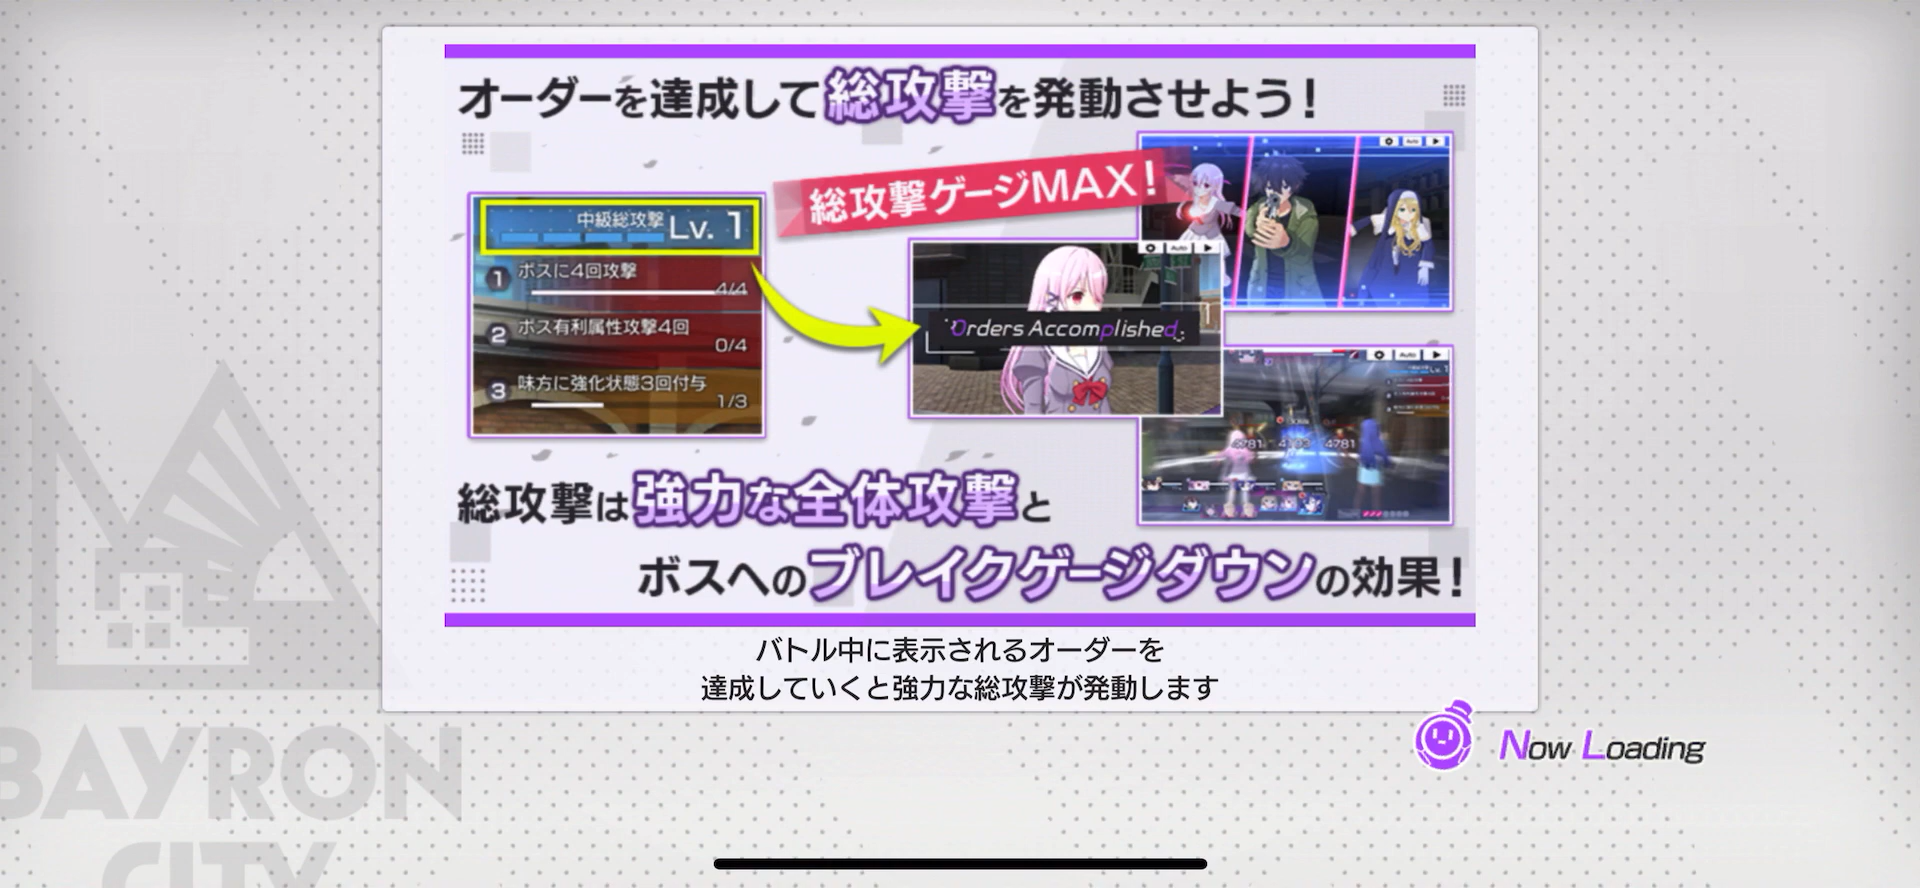 オーダーを達成して総攻撃を発動させよう！
総攻撃ゲージMAX！
中級総攻撃 Lv. 1
1 ボスに4回攻撃
4/4
2 ボス有利属性攻撃4回
0/4
3 味方に強化状態3回付与
1/3
Auto
Auto
Orders Accomplished.
Auto
4781 4781
総攻撃は強力な全体攻撃と
ボスへのブレイクゲージダウンの効果！
バトル中に表示されるオーダーを
達成していくと強力な総攻撃が発動します
Now Loading
BAYRON
CITY